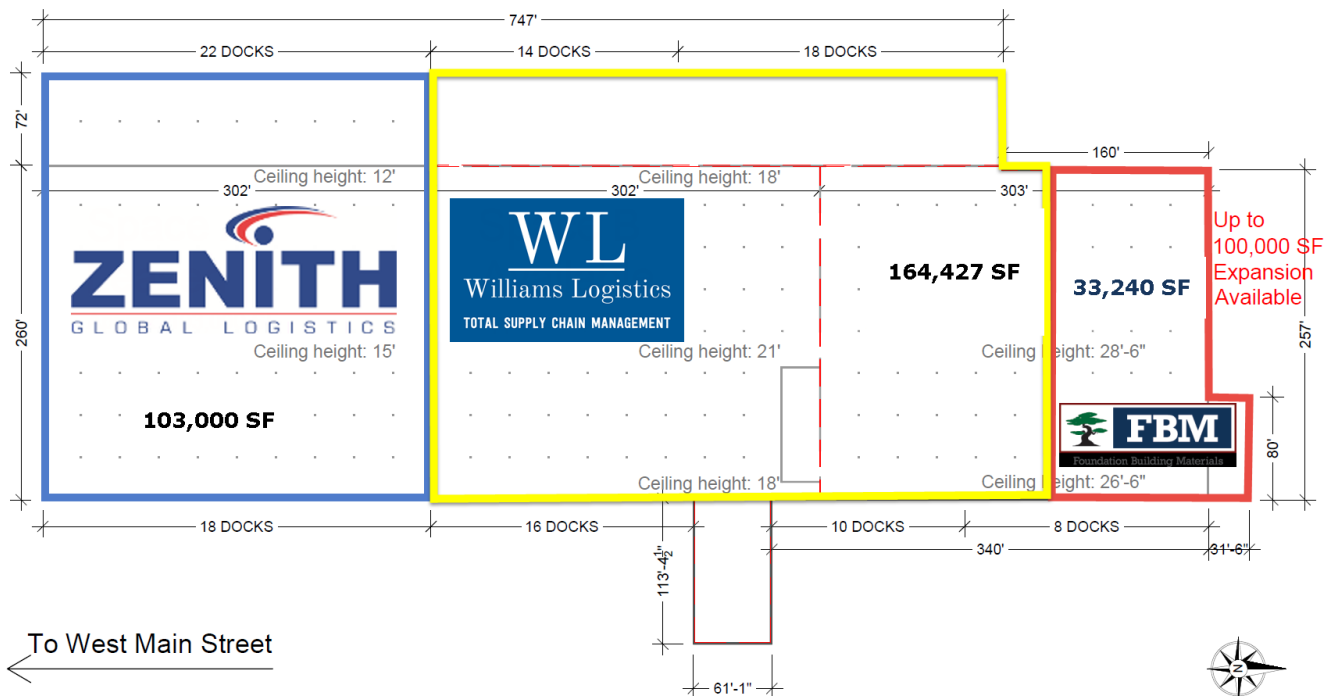 747'
22 DOCKS
14 DOCKS
18 DOCKS
72'
160'
Ceiling height: 12'
Ceiling height: 18'
302'
302'
303'
ZENITH
GLOBAL LOGISTICS
WL
Williams Logistics
TOTAL SUPPLY CHAIN MANAGEMENT
164,427 SF
33,240 SF
Up to
100,000 SF
Expansion
Available
260'
257'
Ceiling height: 15'
Ceiling height: 21'
Ceiling height: 28'-6"
103,000 SF
FBM
Foundation Building Materials
80'
Ceiling height: 18'
Ceiling height: 26'-6"
18 DOCKS
16 DOCKS
10 DOCKS
8 DOCKS
340'
31'-6"
113'-4½"
To West Main Street
61'-1"
N